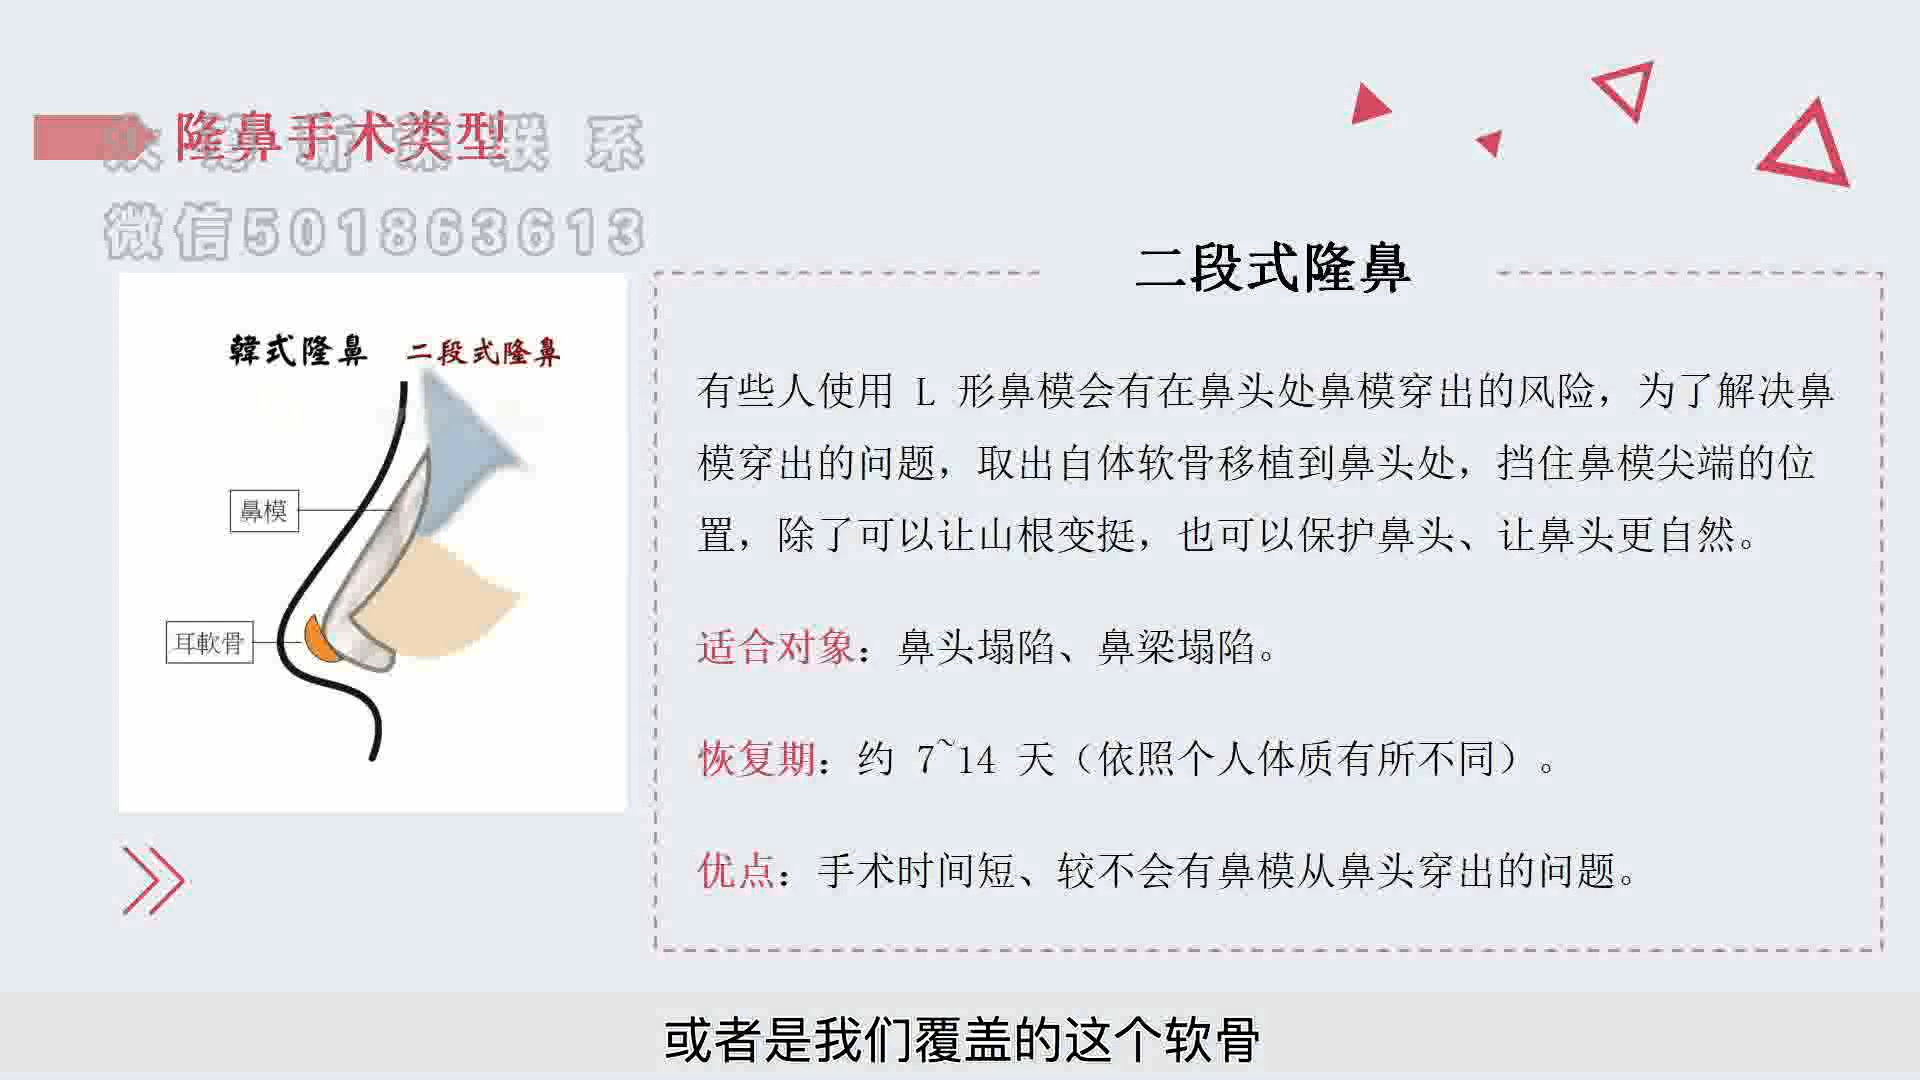 隆鼻手术类型
联系
微信501863613
二段式隆鼻
韓式隆鼻 二段式隆鼻
鼻模
耳軟骨
有些人使用 L 形鼻模会有在鼻头处鼻模穿出的风险，为了解决鼻
模穿出的问题，取出自体软骨移植到鼻头处，挡住鼻模尖端的位
置，除了可以让山根变挺，也可以保护鼻头、让鼻头更自然。
适合对象：鼻头塌陷、鼻梁塌陷。
恢复期：约 7~14 天（依照个人体质有所不同）。
优点：手术时间短、较不会有鼻模从鼻头穿出的问题。
或者是我们覆盖的这个软骨